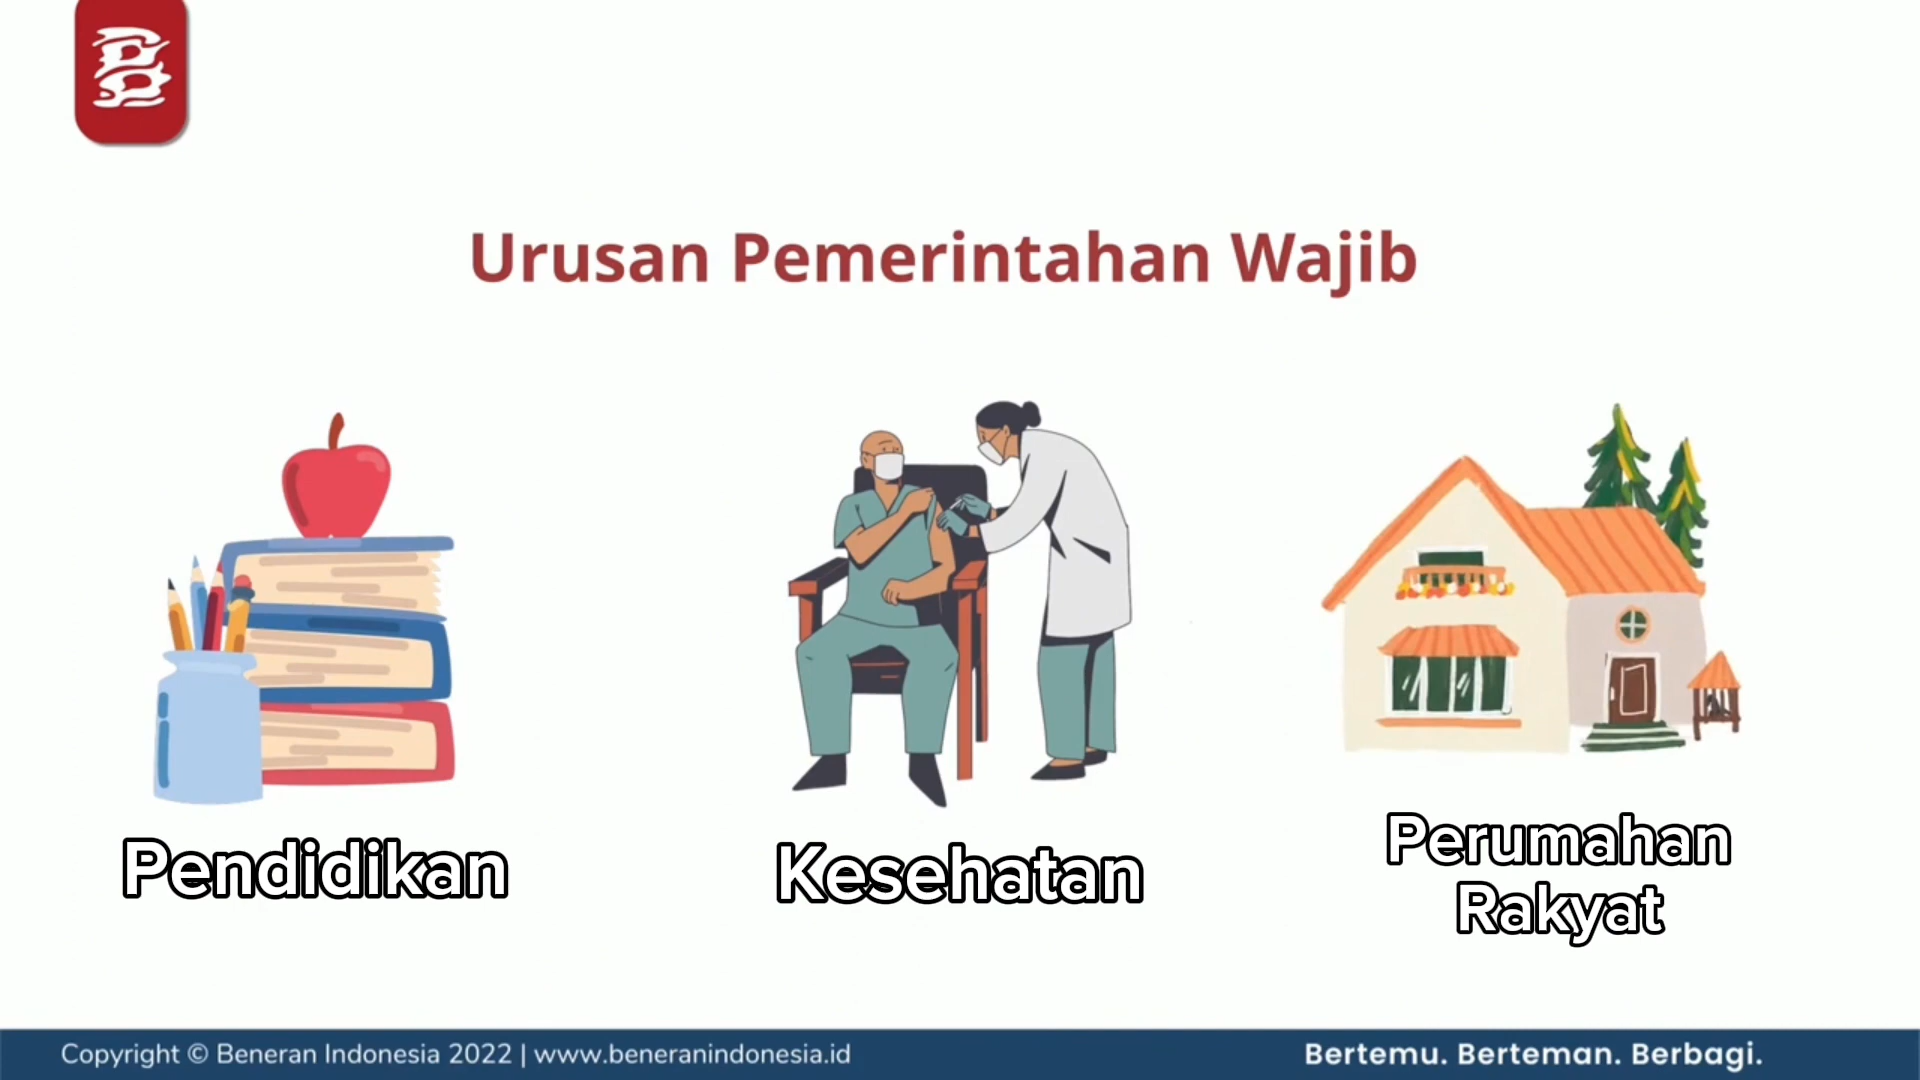 Urusan Pemerintahan Wajib
Pendidikan
Kesehatan
Perumahan
Rakyat
Copyright © Beneran Indonesia 2022 | www.beneranindonesia.id
Bertemu. Berteman. Berbagi.